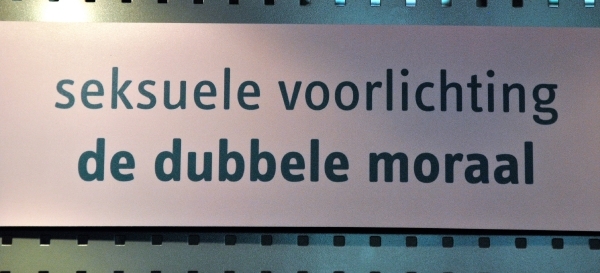 seksuele voorlichting
de dubbele moraal